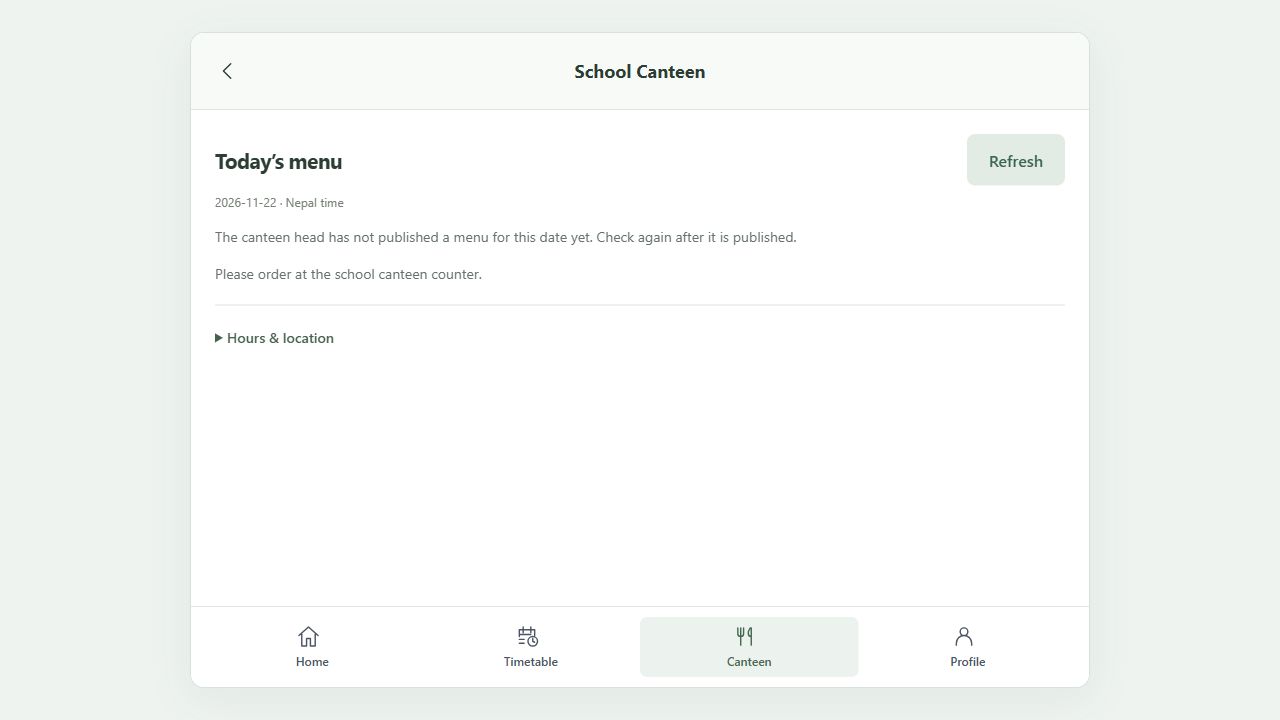 School Canteen
Today’s menu
Refresh
2026-11-22 · Nepal time
The canteen head has not published a menu for this date yet. Check again after it is published.
Please order at the school canteen counter.
Hours & location
Home
Timetable
Canteen
Profile